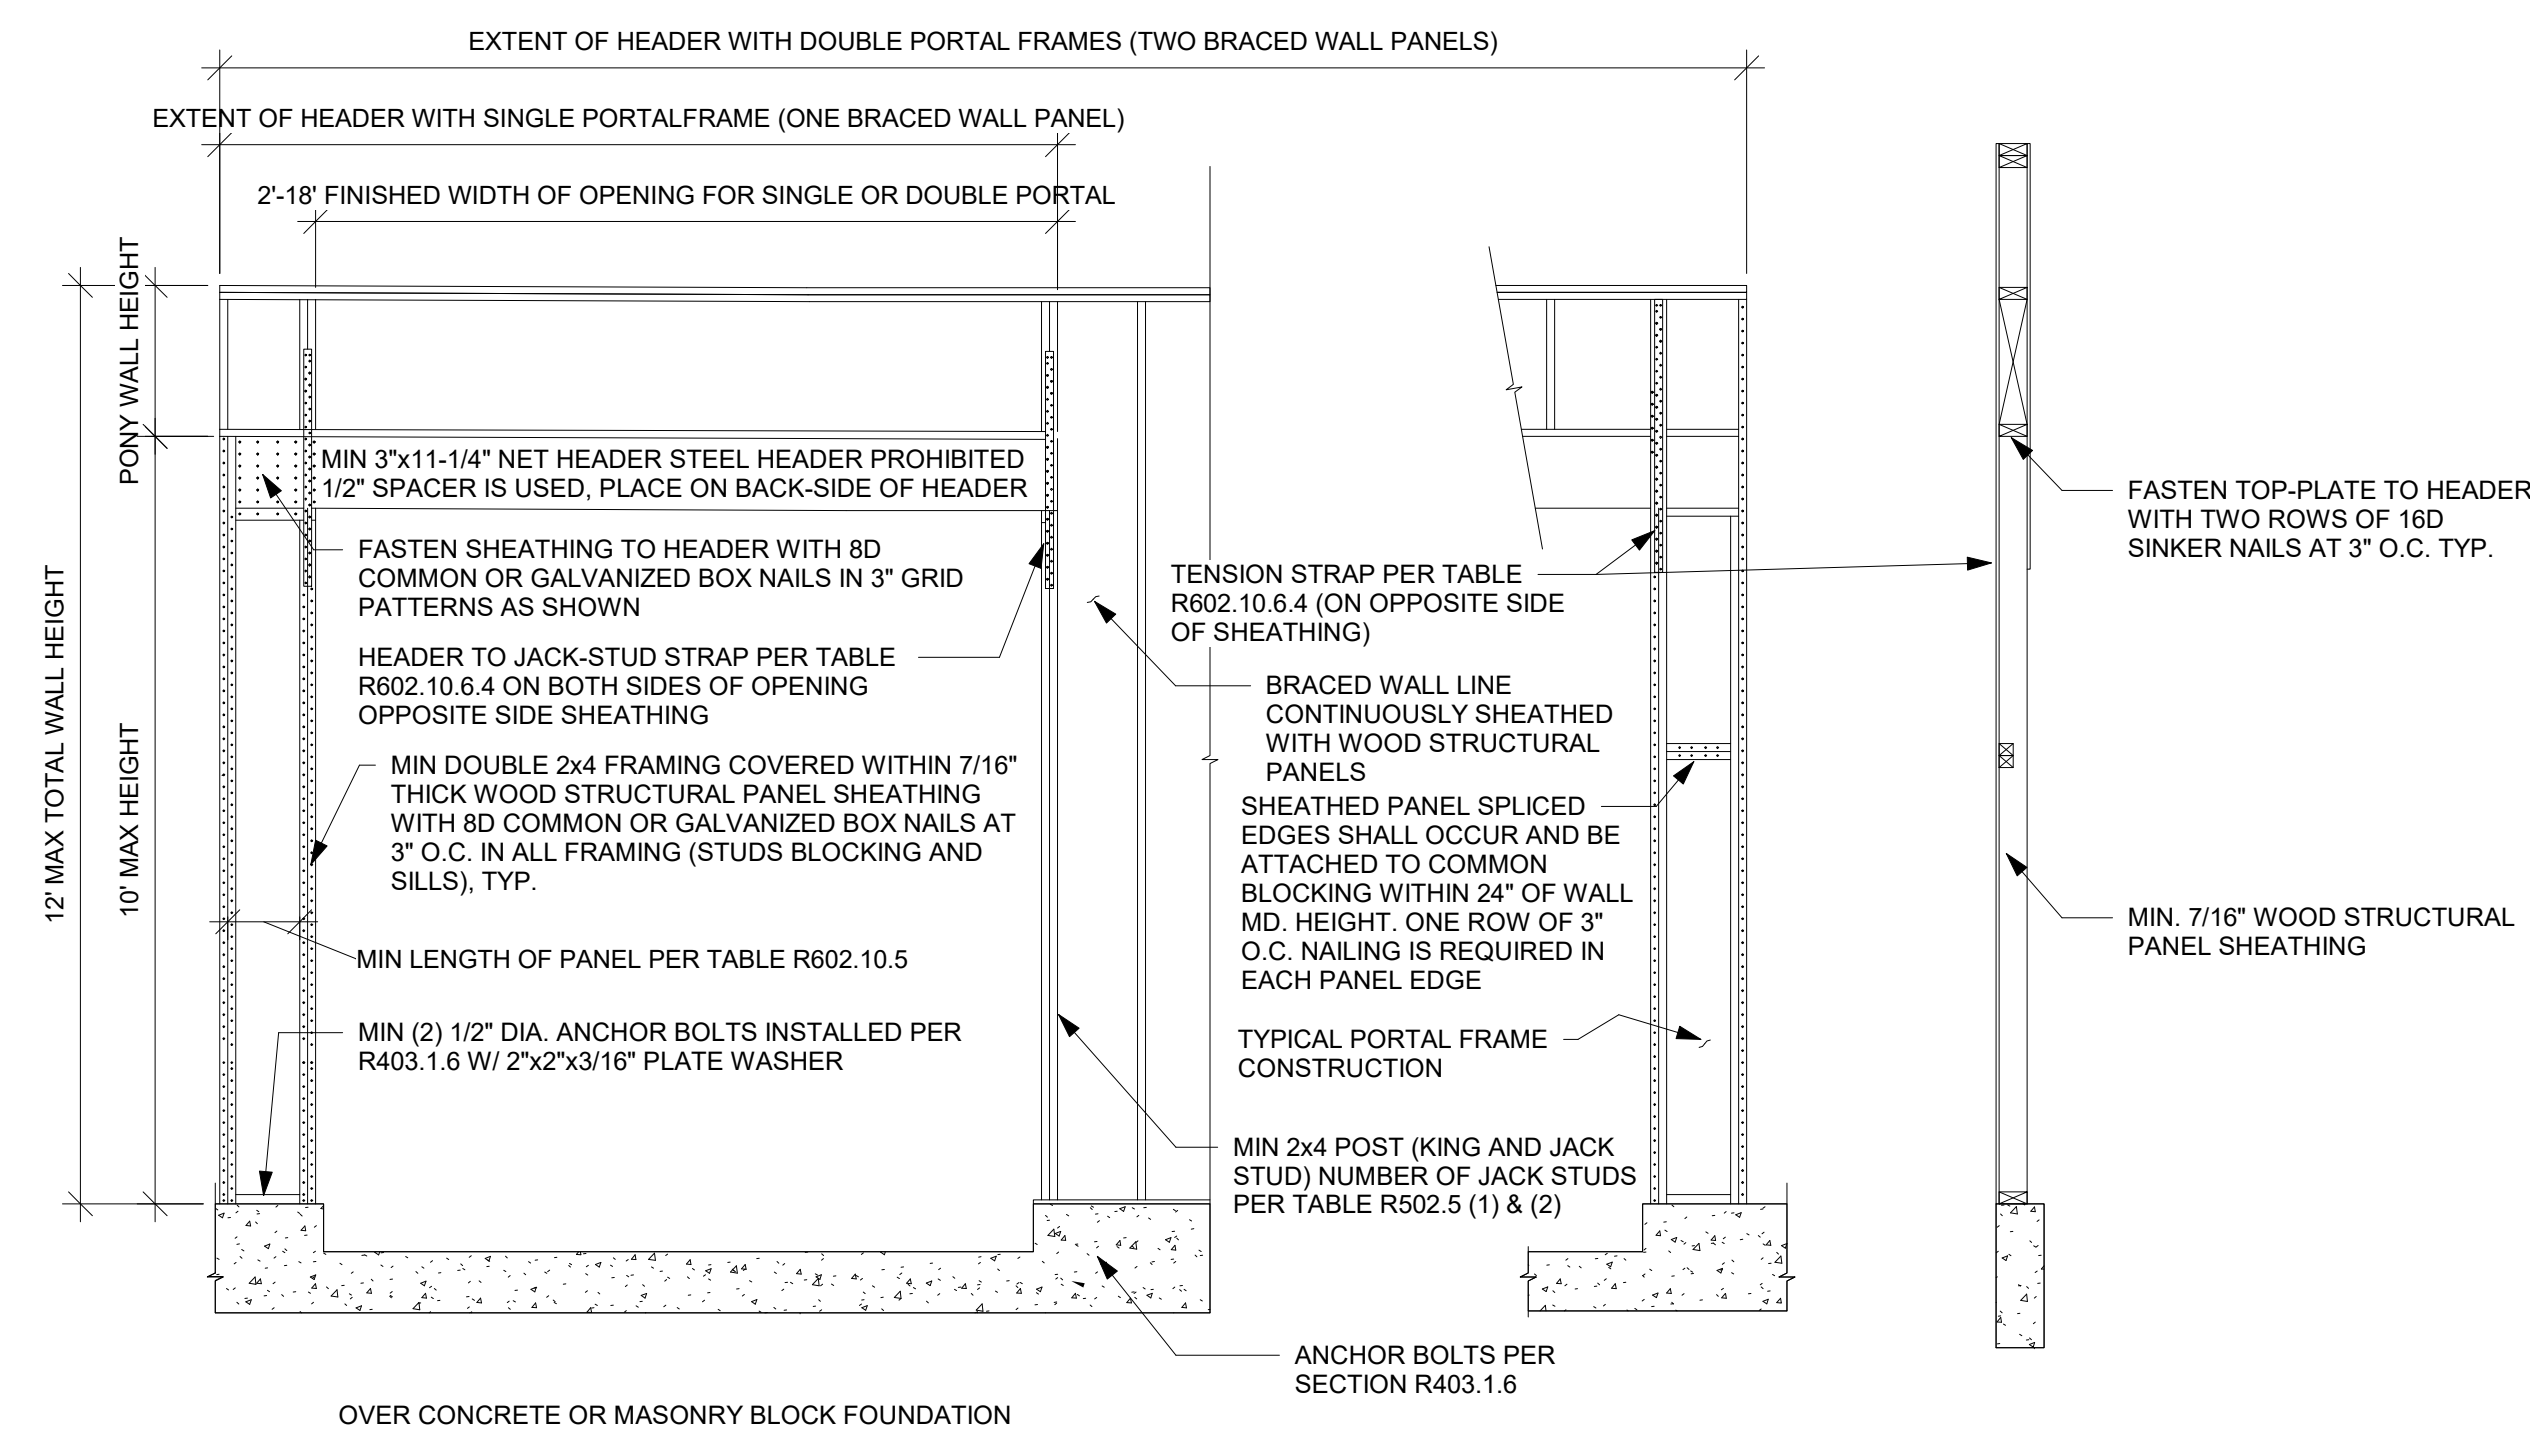 EXTENT OF HEADER WITH DOUBLE PORTAL FRAMES (TWO BRACED WALL PANELS)
EXTENT OF HEADER WITH SINGLE PORTALFRAME (ONE BRACED WALL PANEL)
2'-18' FINISHED WIDTH OF OPENING FOR SINGLE OR DOUBLE PORTAL
12' MAX TOTAL WALL HEIGHT
PONY WALL HEIGHT
10' MAX HEIGHT
MIN 3"x11-1/4" NET HEADER STEEL HEADER PROHIBITED
1/2" SPACER IS USED, PLACE ON BACK-SIDE OF HEADER
FASTEN SHEATHING TO HEADER WITH 8D
COMMON OR GALVANIZED BOX NAILS IN 3" GRID
PATTERNS AS SHOWN
HEADER TO JACK-STUD STRAP PER TABLE
R602.10.6.4 ON BOTH SIDES OF OPENING
OPPOSITE SIDE SHEATHING
MIN DOUBLE 2x4 FRAMING COVERED WITHIN 7/16"
THICK WOOD STRUCTURAL PANEL SHEATHING
WITH 8D COMMON OR GALVANIZED BOX NAILS AT
3" O.C. IN ALL FRAMING (STUDS BLOCKING AND
SILLS), TYP.
MIN LENGTH OF PANEL PER TABLE R602.10.5
MIN (2) 1/2" DIA. ANCHOR BOLTS INSTALLED PER
R403.1.6 W/ 2"x2"x3/16" PLATE WASHER
TENSION STRAP PER TABLE
R602.10.6.4 (ON OPPOSITE SIDE
OF SHEATHING)
BRACED WALL LINE
CONTINUOUSLY SHEATHED
WITH WOOD STRUCTURAL
PANELS
SHEATHED PANEL SPLICED
EDGES SHALL OCCUR AND BE
ATTACHED TO COMMON
BLOCKING WITHIN 24" OF WALL
MD. HEIGHT. ONE ROW OF 3"
O.C. NAILING IS REQUIRED IN
EACH PANEL EDGE
TYPICAL PORTAL FRAME
CONSTRUCTION
MIN 2x4 POST (KING AND JACK
STUD) NUMBER OF JACK STUDS
PER TABLE R502.5 (1) & (2)
ANCHOR BOLTS PER
SECTION R403.1.6
FASTEN TOP-PLATE TO HEADER
WITH TWO ROWS OF 16D
SINKER NAILS AT 3" O.C. TYP.
MIN. 7/16" WOOD STRUCTURAL
PANEL SHEATHING
OVER CONCRETE OR MASONRY BLOCK FOUNDATION